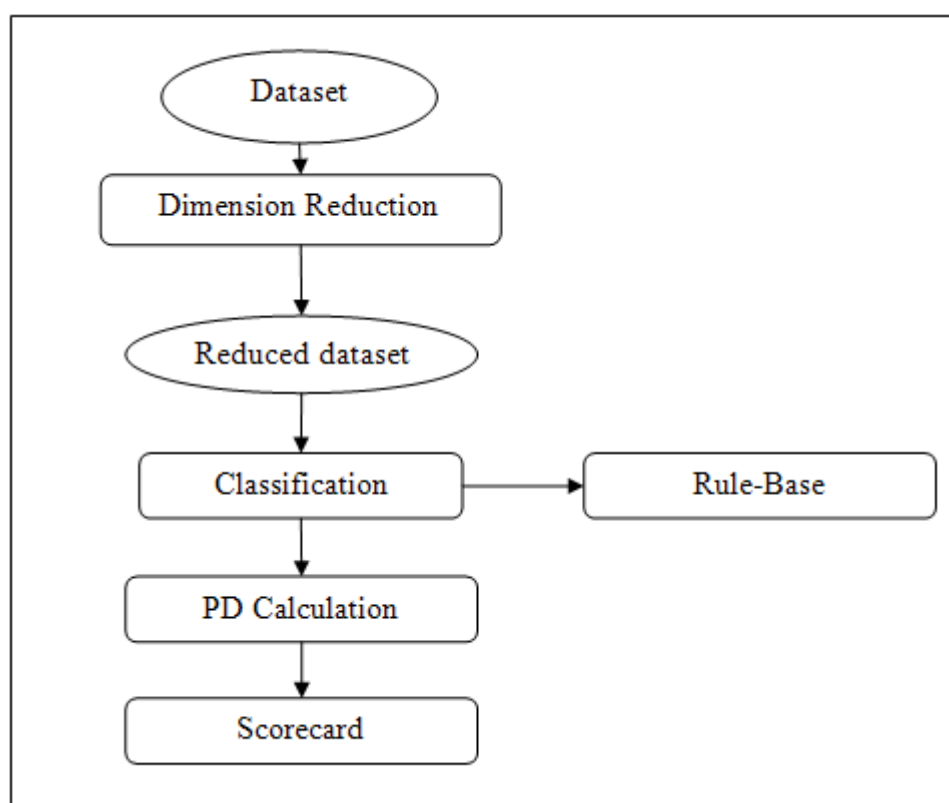 Dataset
Dimension Reduction
Reduced dataset
Classification
Rule-Base
PD Calculation
Scorecard